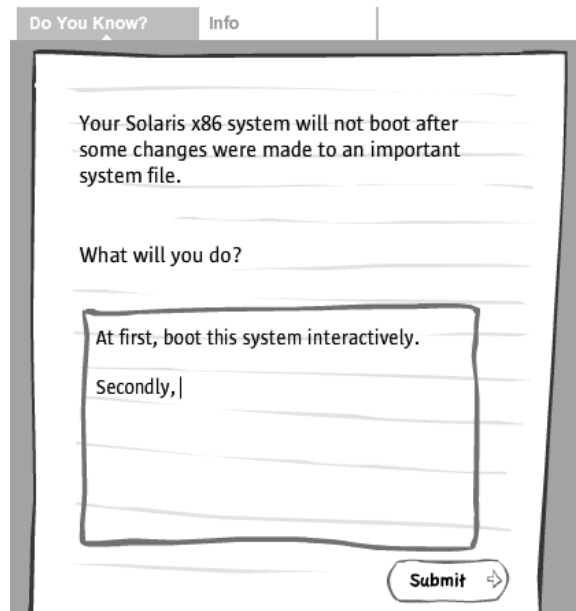 Do You Know? Info
Your Solaris x86 system will not boot after
some changes were made to an important
system file.
What will you do?
At first, boot this system interactively.
Secondly,
Submit